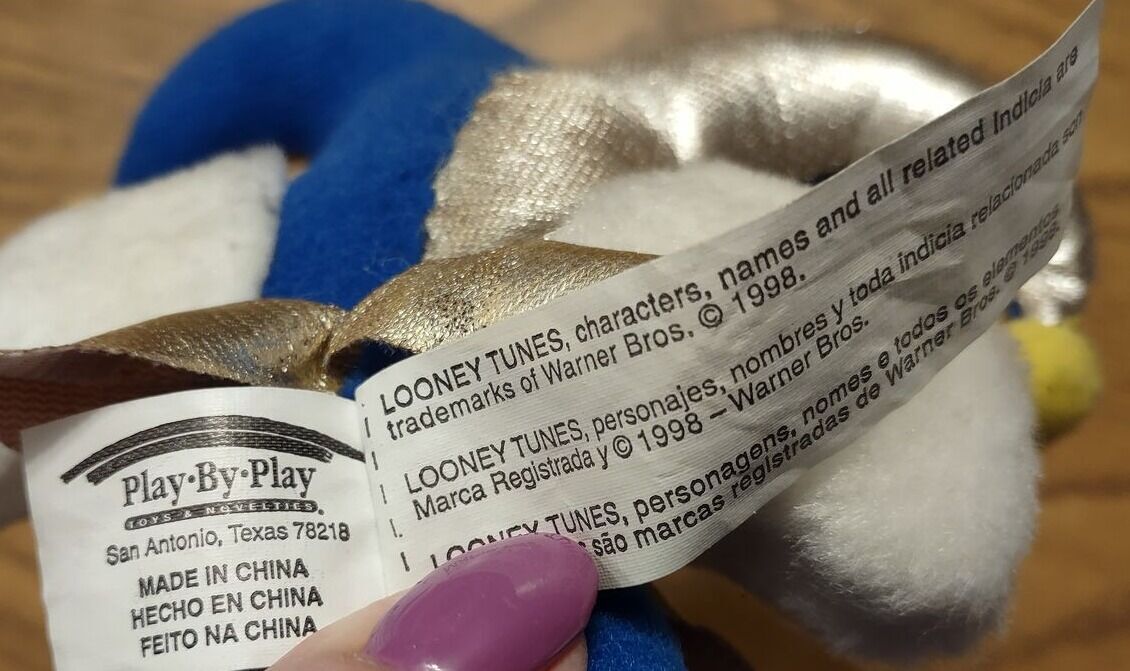 Play·By·Play
TOYS & NOVELTIES
San Antonio, Texas 78218
MADE IN CHINA
HECHO EN CHINA
FEITO NA CHINA
LOONEY TUNES, characters, names and all related Indicia are
trademarks of Warner Bros. © 1998.
LOONEY TUNES, personajes, nombres y toda indicia relacionada son
Marca Registrada y © 1998 – Warner Bros.
LOONEY TUNES, personagens, nomes e todos os elementos
são marcas registradas de Warner Bros. © 1998.